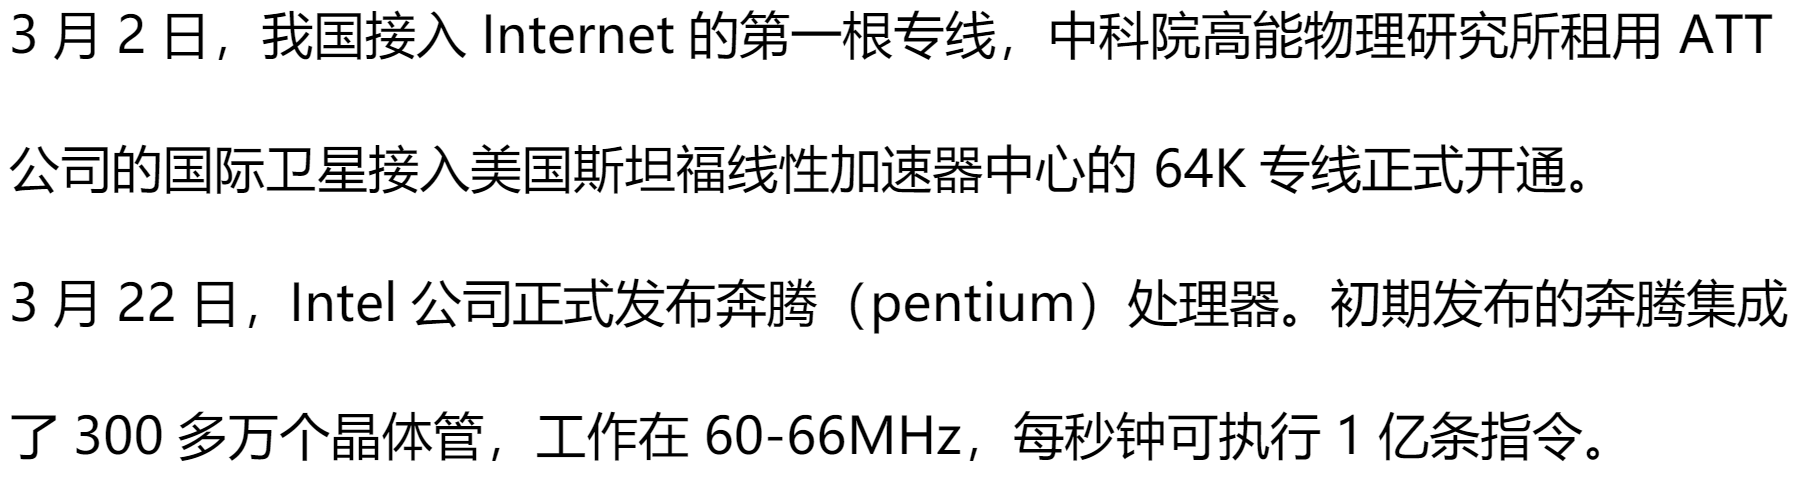 3 月 2 日，我国接入 Internet 的第一根专线，中科院高能物理研究所租用 ATT
公司的国际卫星接入美国斯坦福线性加速器中心的 64K 专线正式开通。
3 月 22 日，Intel 公司正式发布奔腾（pentium）处理器。初期发布的奔腾集成
了 300 多万个晶体管，工作在 60-66MHz，每秒钟可执行 1 亿条指令。